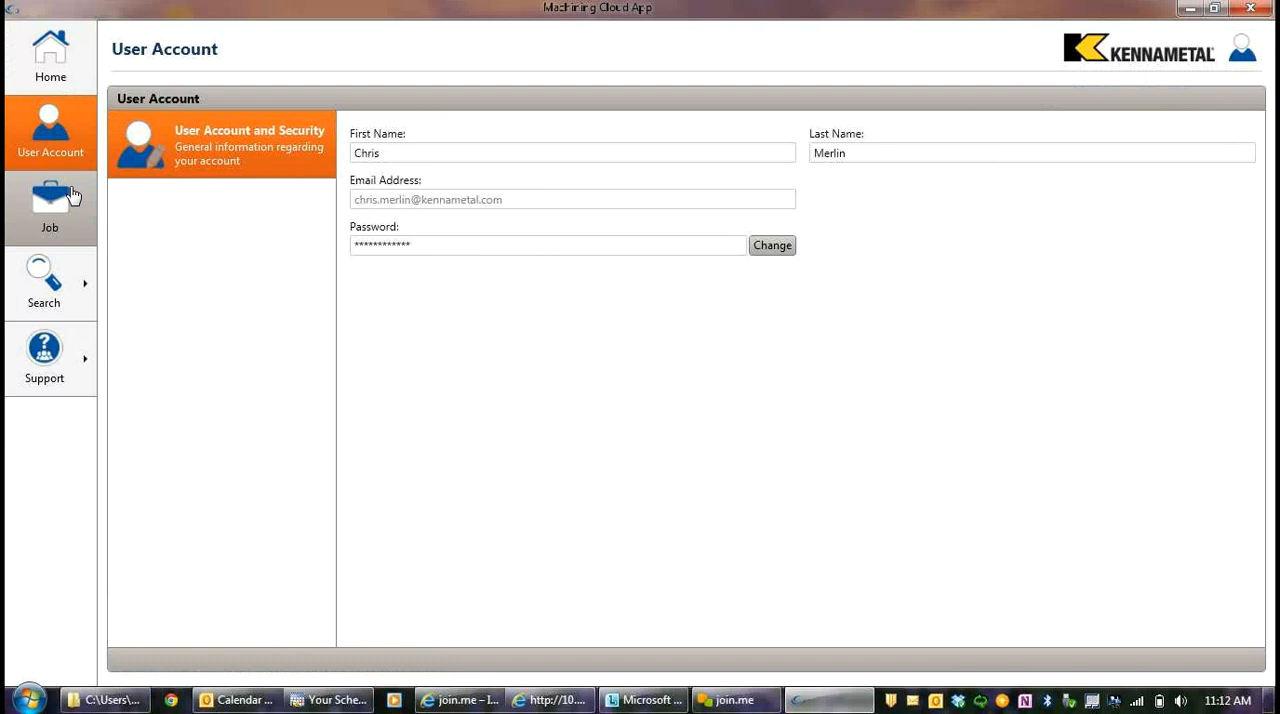 Machining Cloud App
Home
User Account
Job
Search
Support
User Account
KENNAMETAL
User Account
User Account and Security
General information regarding
your account
First Name:
Chris
Last Name:
Merlin
Email Address:
chris.merlin@kennametal.com
Password:
************
Change
C:\Users\...
Calendar ...
Your Sche...
join.me – I...
http://10....
Microsoft ...
join.me
11:12 AM